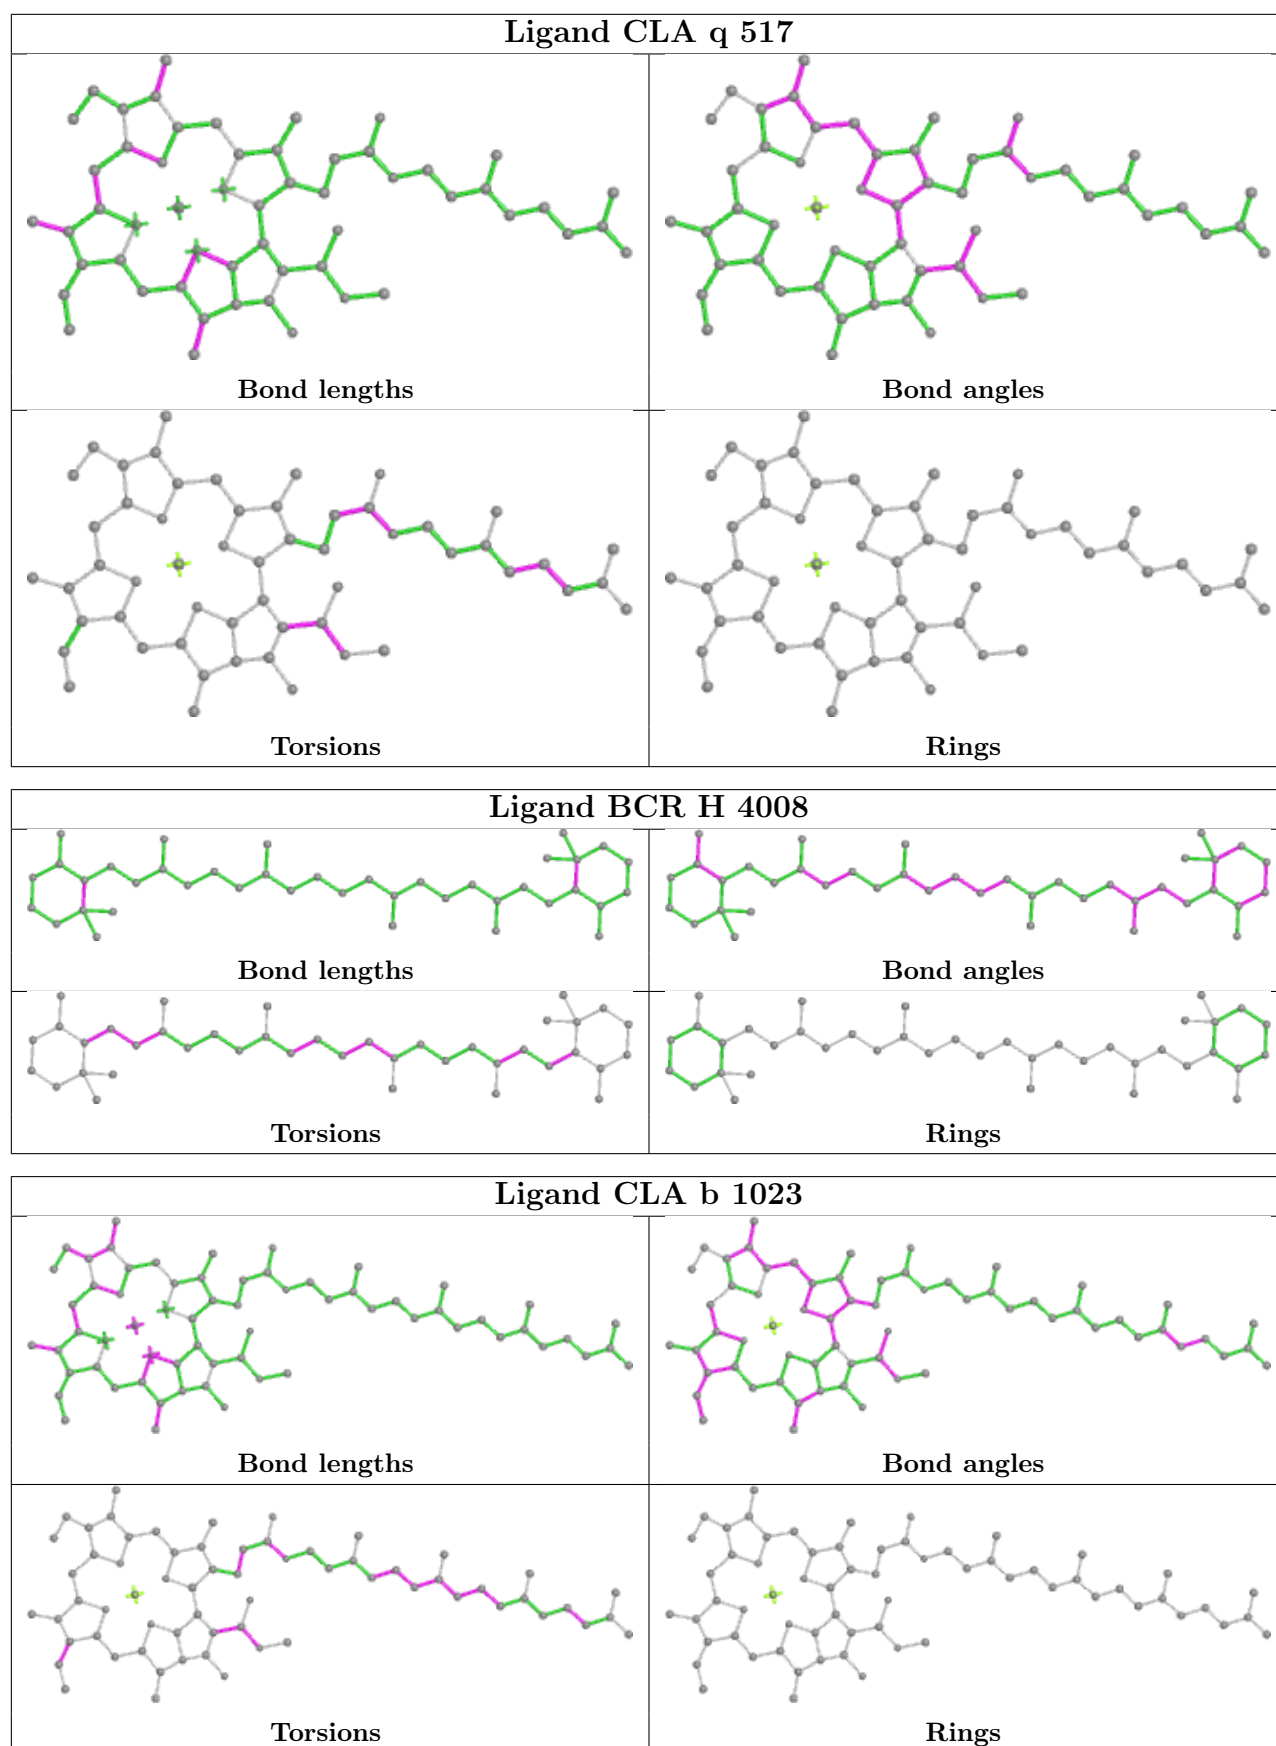 Ligand CLA q 517
Bond lengths
Bond angles
Torsions
Rings
Ligand BCR H 4008
Bond lengths
Bond angles
Torsions
Rings
Ligand CLA b 1023
Bond lengths
Bond angles
Torsions
Rings